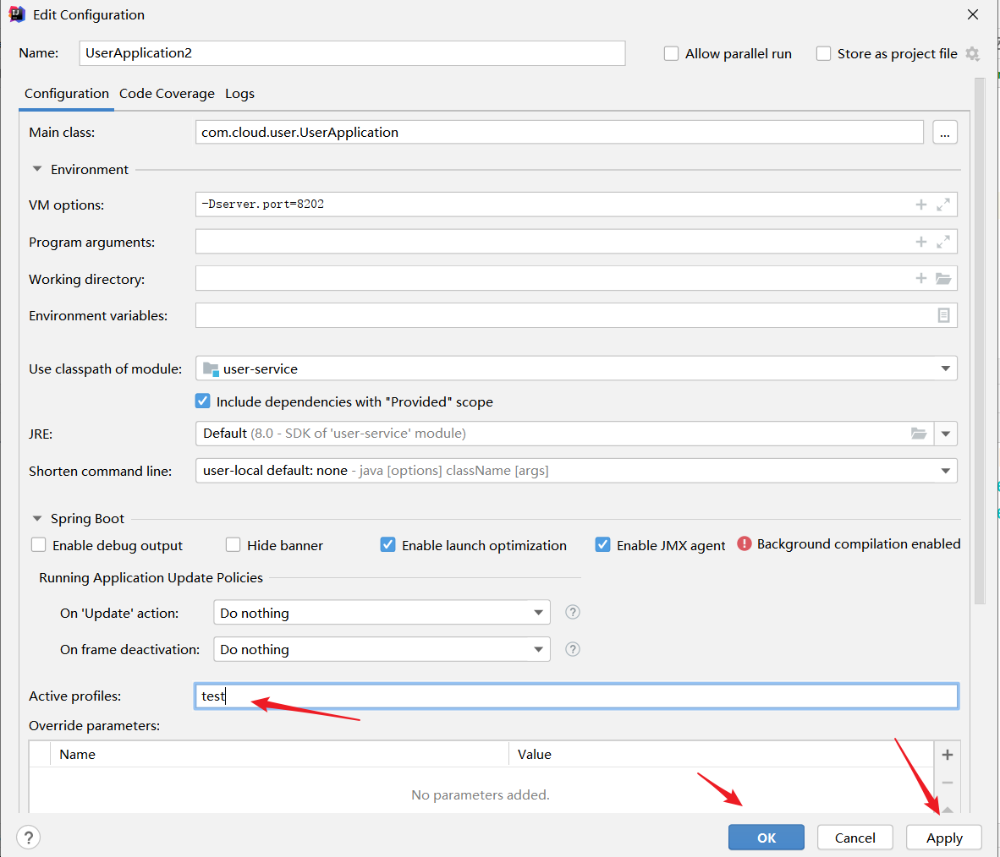 Edit Configuration
Name: UserApplication2 Allow parallel run Store as project file
Configuration Code Coverage Logs
Main class: com.cloud.user.UserApplication ...
Environment
VM options: -Dserver.port=8202
Program arguments:
Working directory:
Environment variables:
Use classpath of module: user-service
Include dependencies with "Provided" scope
JRE: Default (8.0 - SDK of 'user-service' module)
Shorten command line: user-local default: none - java [options] className [args]
Spring Boot
Enable debug output Hide banner Enable launch optimization Enable JMX agent Background compilation enabled
Running Application Update Policies
On 'Update' action: Do nothing ?
On frame deactivation: Do nothing ?
Active profiles: test
Override parameters:
Name Value
No parameters added.
? OK Cancel Apply